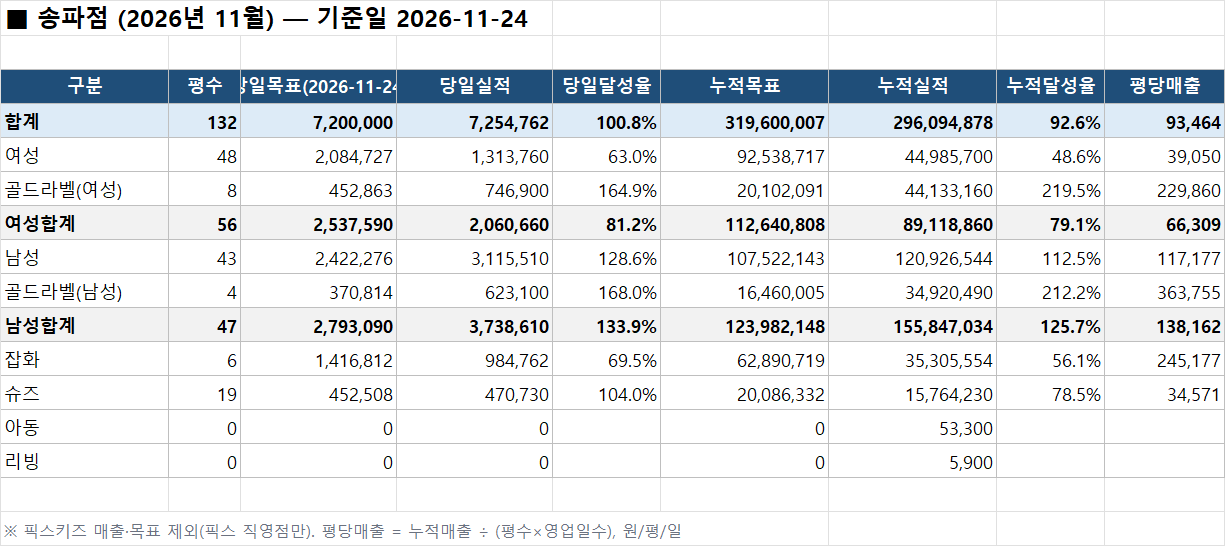 ■ 송파점 (2026년 11월) — 기준일 2026-11-24
구분 평수 당일목표(2026-11-24 당일실적 당일달성율 누적목표 누적실적 누적달성율 평당매출
합계 132 7,200,000 7,254,762 100.8% 319,600,007 296,094,878 92.6% 93,464
여성 48 2,084,727 1,313,760 63.0% 92,538,717 44,985,700 48.6% 39,050
골드라벨(여성) 8 452,863 746,900 164.9% 20,102,091 44,133,160 219.5% 229,860
여성합계 56 2,537,590 2,060,660 81.2% 112,640,808 89,118,860 79.1% 66,309
남성 43 2,422,276 3,115,510 128.6% 107,522,143 120,926,544 112.5% 117,177
골드라벨(남성) 4 370,814 623,100 168.0% 16,460,005 34,920,490 212.2% 363,755
남성합계 47 2,793,090 3,738,610 133.9% 123,982,148 155,847,034 125.7% 138,162
잡화 6 1,416,812 984,762 69.5% 62,890,719 35,305,554 56.1% 245,177
슈즈 19 452,508 470,730 104.0% 20,086,332 15,764,230 78.5% 34,571
아동 0 0 0 0 53,300
리빙 0 0 0 0 5,900
※ 픽스키즈 매출·목표 제외(픽스 직영점만). 평당매출 = 누적매출 ÷ (평수×영업일수), 원/평/일